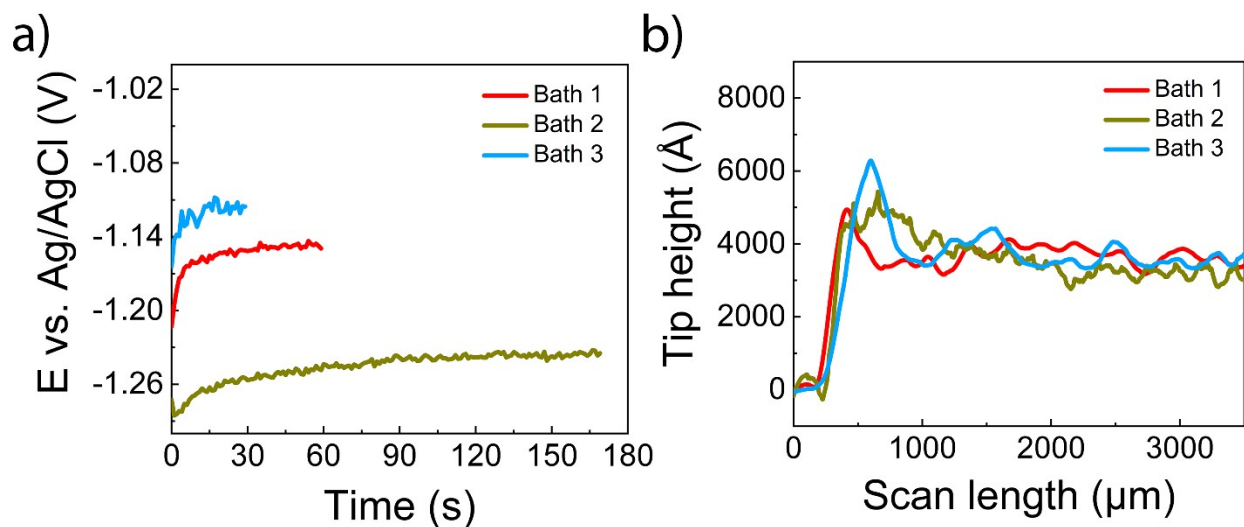 a)
E vs. Ag/AgCl (V)
-1.02
-1.08
-1.14
-1.20
-1.26
Bath 1
Bath 2
Bath 3
0 30 60 90 120 150 180
Time (s)
b)
Tip height (Å)
8000
6000
4000
2000
0
Bath 1
Bath 2
Bath 3
0 1000 2000 3000
Scan length (µm)